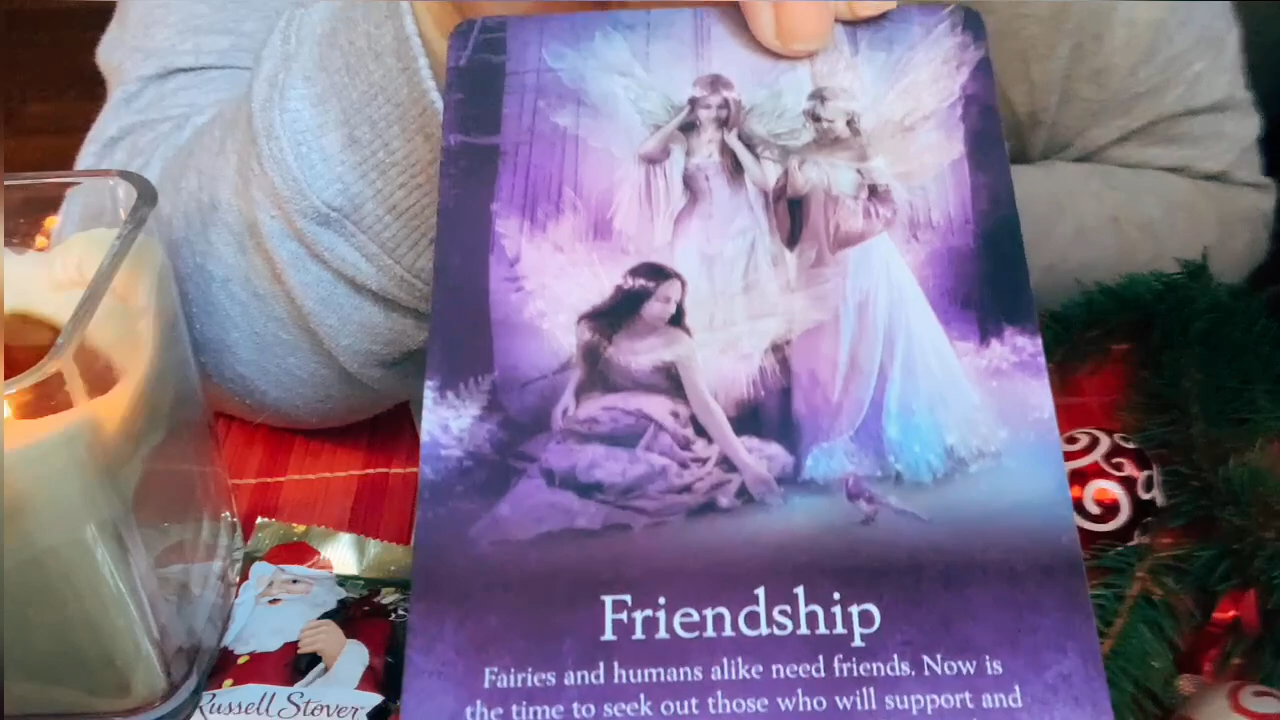 Friendship
Fairies and humans alike need friends. Now is
the time to seek out those who will support and
Russell Stover